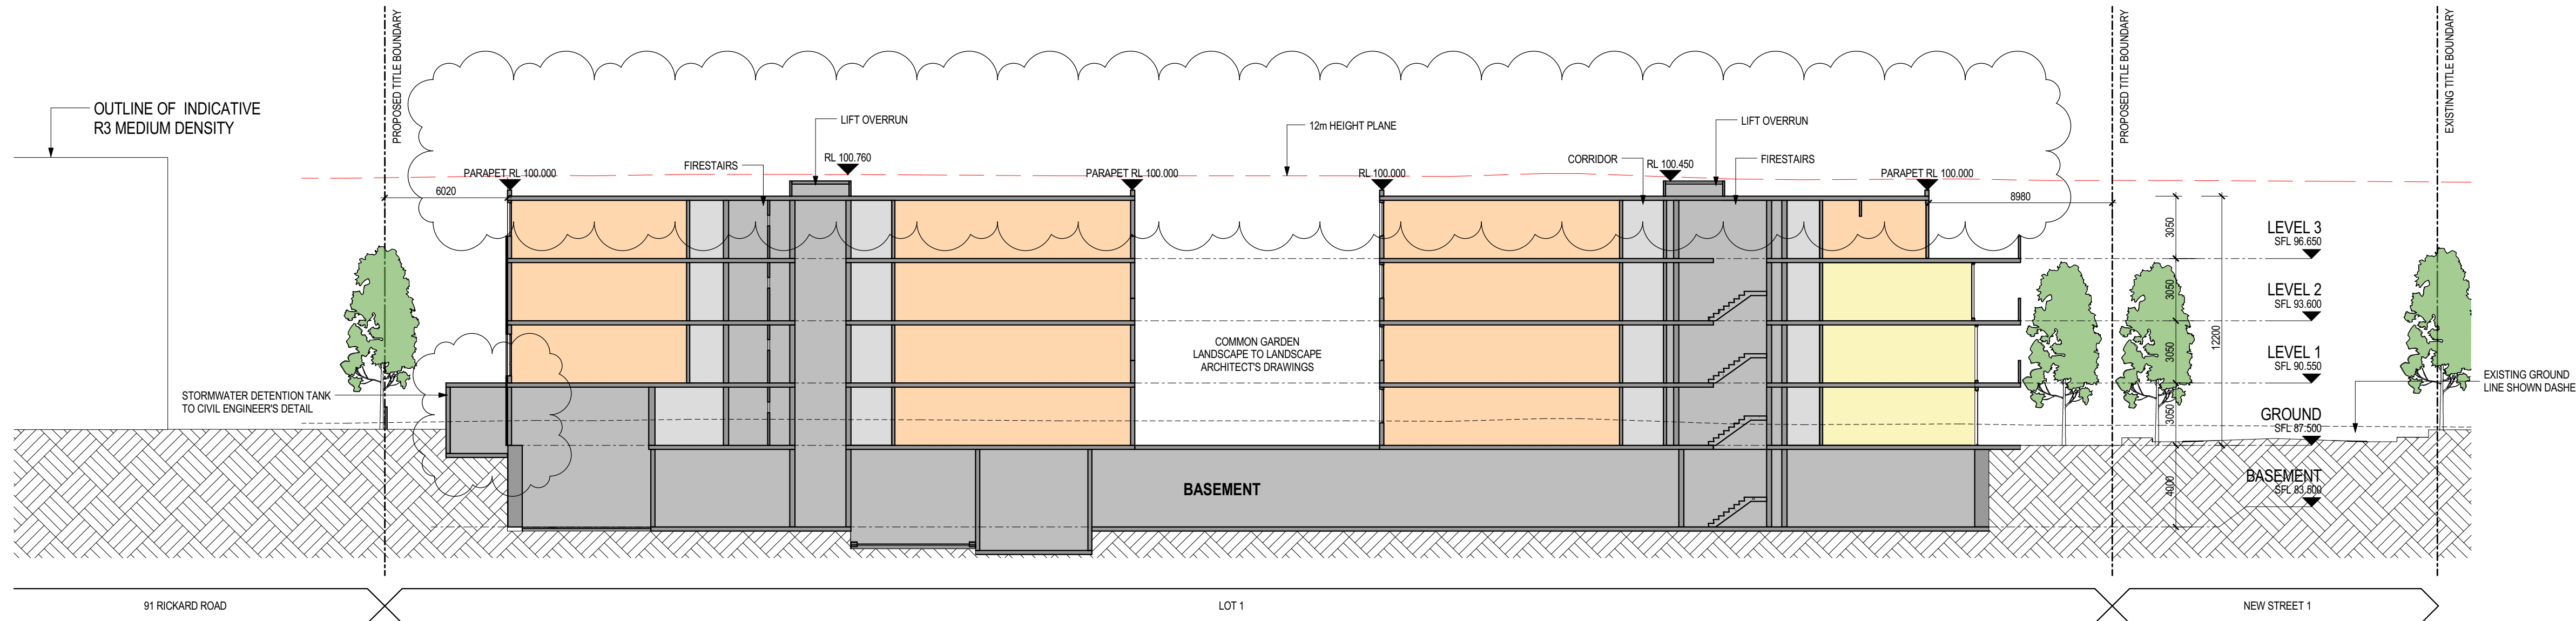 PROPOSED TITLE BOUNDARY
PROPOSED TITLE BOUNDARY
EXISTING TITLE BOUNDARY
OUTLINE OF INDICATIVE
R3 MEDIUM DENSITY
LIFT OVERRUN
12m HEIGHT PLANE
LIFT OVERRUN
FIRESTAIRS
RL 100.760
CORRIDOR
RL 100.450
FIRESTAIRS
PARAPET RL 100.000
PARAPET RL 100.000
RL 100.000
PARAPET RL 100.000
6020
8980
3050
LEVEL 3
SFL 96.650
3050
LEVEL 2
SFL 93.600
12200
COMMON GARDEN
LANDSCAPE TO LANDSCAPE
ARCHITECT'S DRAWINGS
3050
LEVEL 1
SFL 90.550
STORMWATER DETENTION TANK
TO CIVIL ENGINEER'S DETAIL
EXISTING GROUND
LINE SHOWN DASHE
3050
GROUND
SFL 87.500
BASEMENT
4000
BASEMENT
SFL 83.500
91 RICKARD ROAD
LOT 1
NEW STREET 1